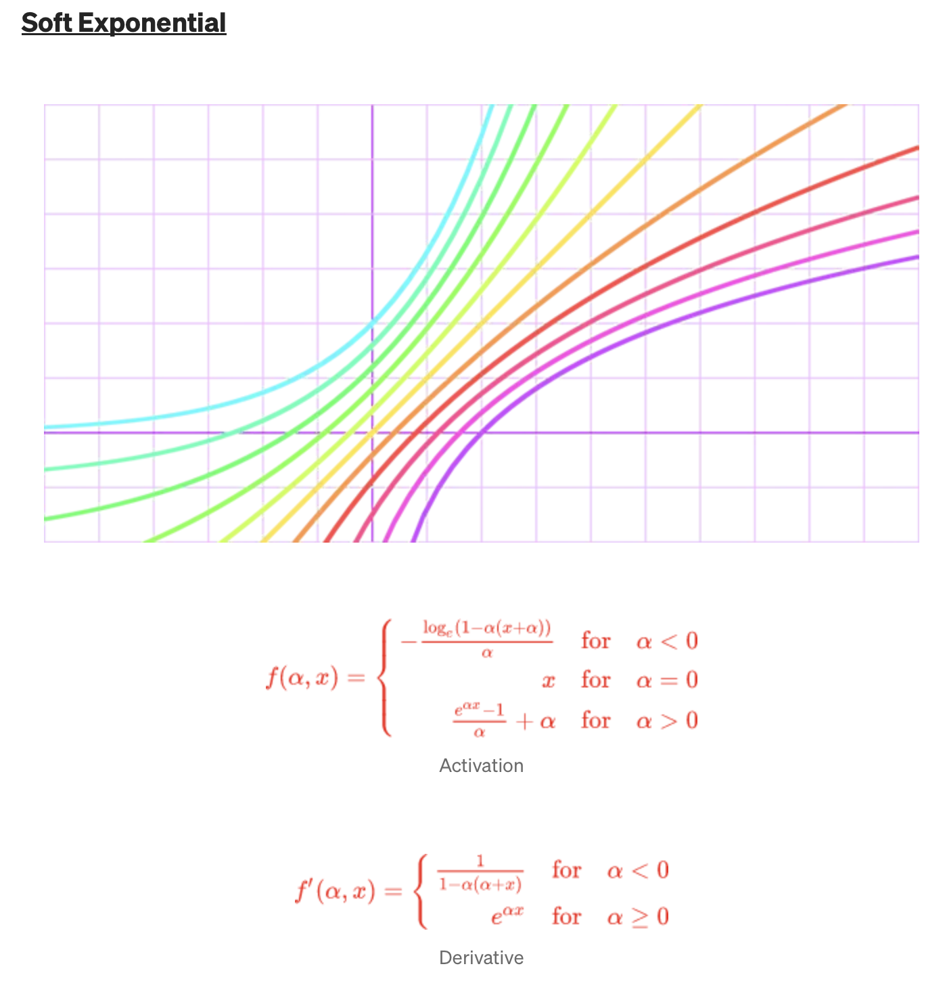 Soft Exponential
f(α, x) = { − logₑ(1−α(x+α)) / α for α < 0
x for α = 0
(e^{αx} − 1) / α + α for α > 0
Activation
f′(α, x) = { 1 / (1−α(α+x)) for α < 0
e^{αx} for α ≥ 0
Derivative